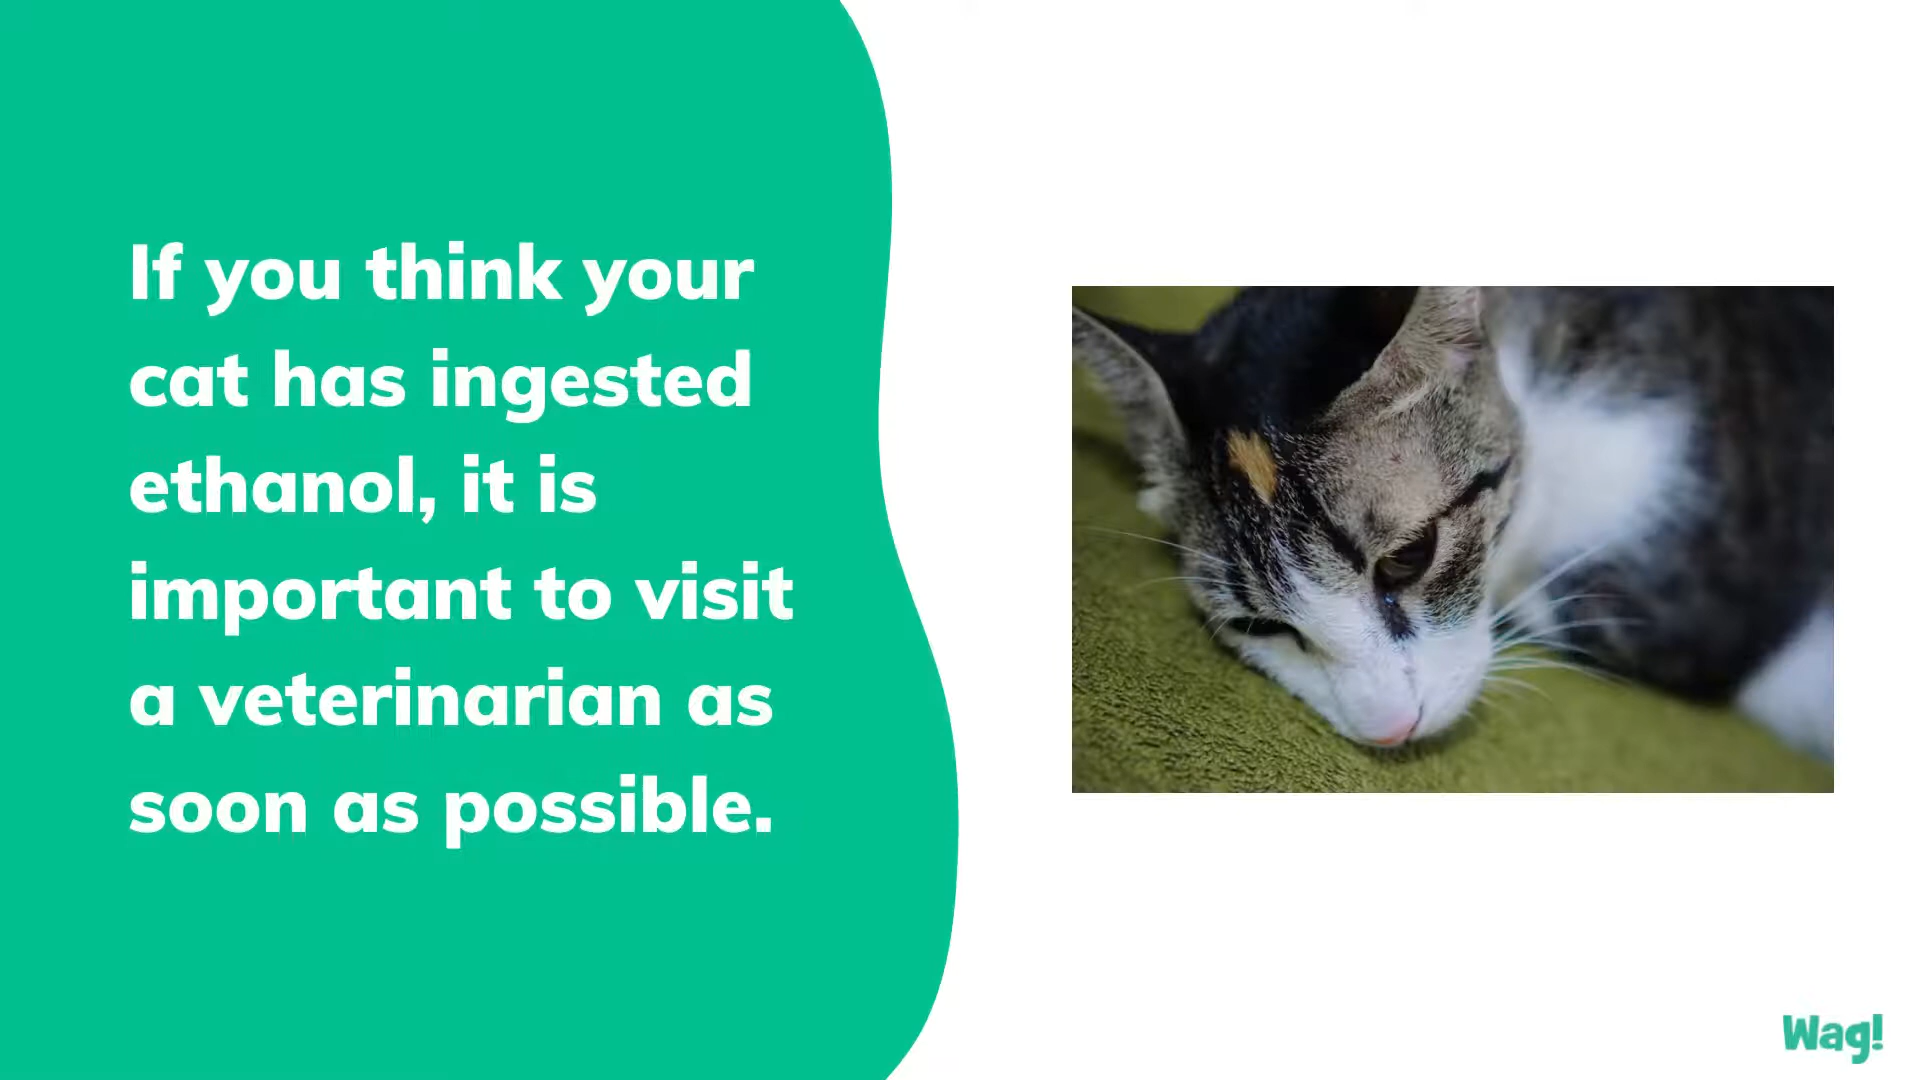 If you think your
cat has ingested
ethanol, it is
important to visit
a veterinarian as
soon as possible.
Wag!